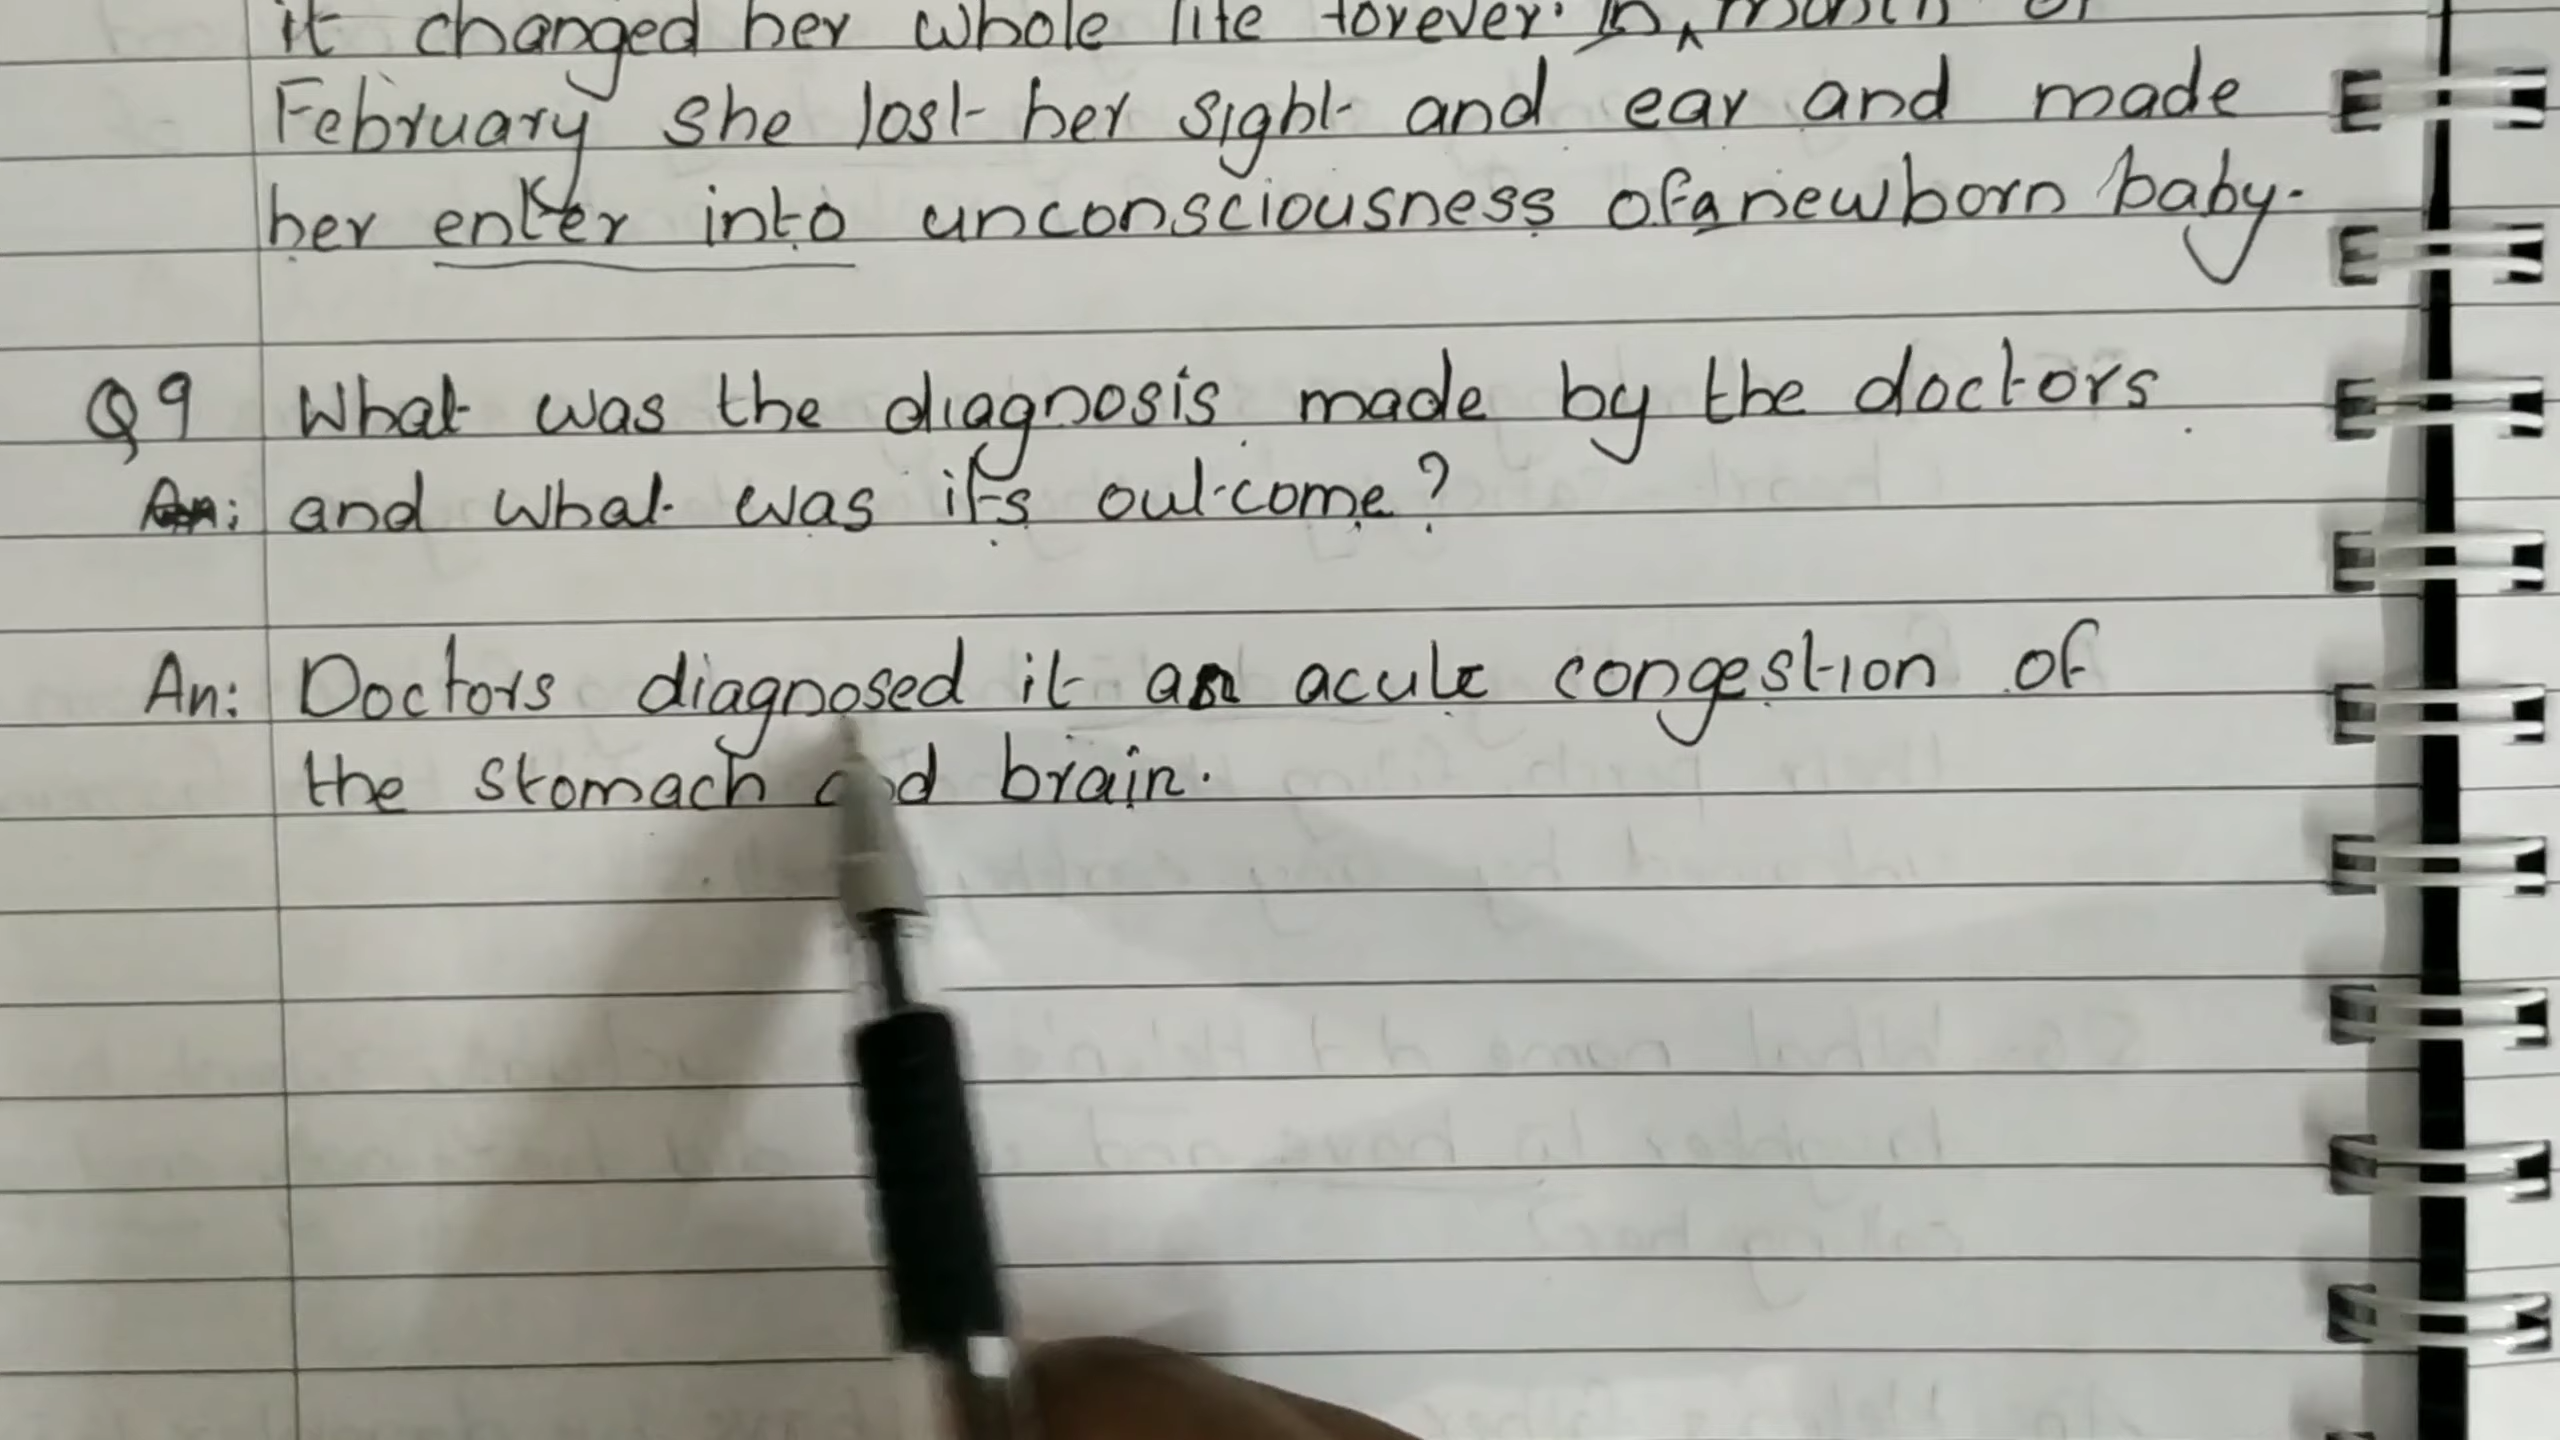 it changed her whole life forever. In month of
February she lost her sight and ear and made
her enter into unconsciousness of a newborn baby.
Q9 What was the diagnosis made by the doctors
and what was its outcome?
An: Doctors diagnosed it an acute congestion of
the stomach and brain.